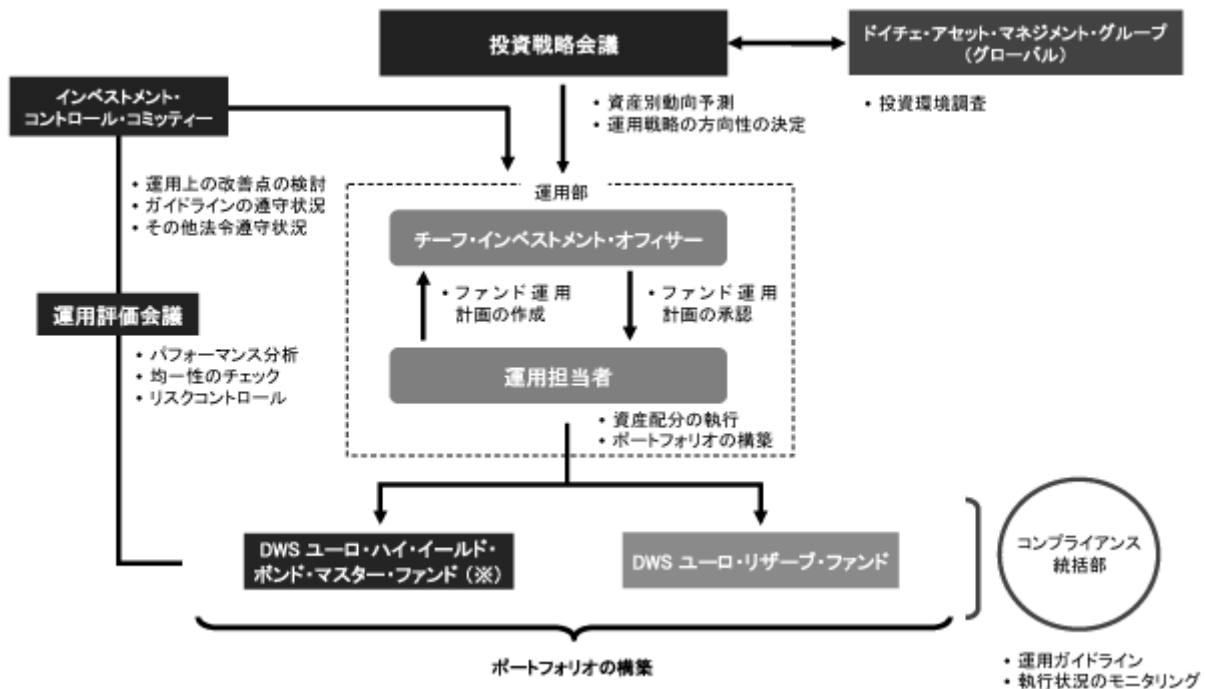 投資戦略会議
ドイチェ・アセット・マネジメント・グループ
(グローバル)
• 資産別動向予測
• 運用戦略の方向性の決定
• 投資環境調査
インベストメント・
コントロール・コミッティー
• 運用上の改善点の検討
• ガイドラインの遵守状況
• その他法令遵守状況
運用部
チーフ・インベストメント・オフィサー
• ファンド運用
計画の作成
• ファンド運用
計画の承認
運用評価会議
• パフォーマンス分析
• 均一性のチェック
• リスクコントロール
運用担当者
• 資産配分の執行
• ポートフォリオの構築
DWS ユーロ・ハイ・イールド・
ボンド・マスター・ファンド (※)
DWS ユーロ・リザーブ・ファンド
コンプライアンス
統括部
ポートフォリオの構築
• 運用ガイドライン
• 執行状況のモニタリング